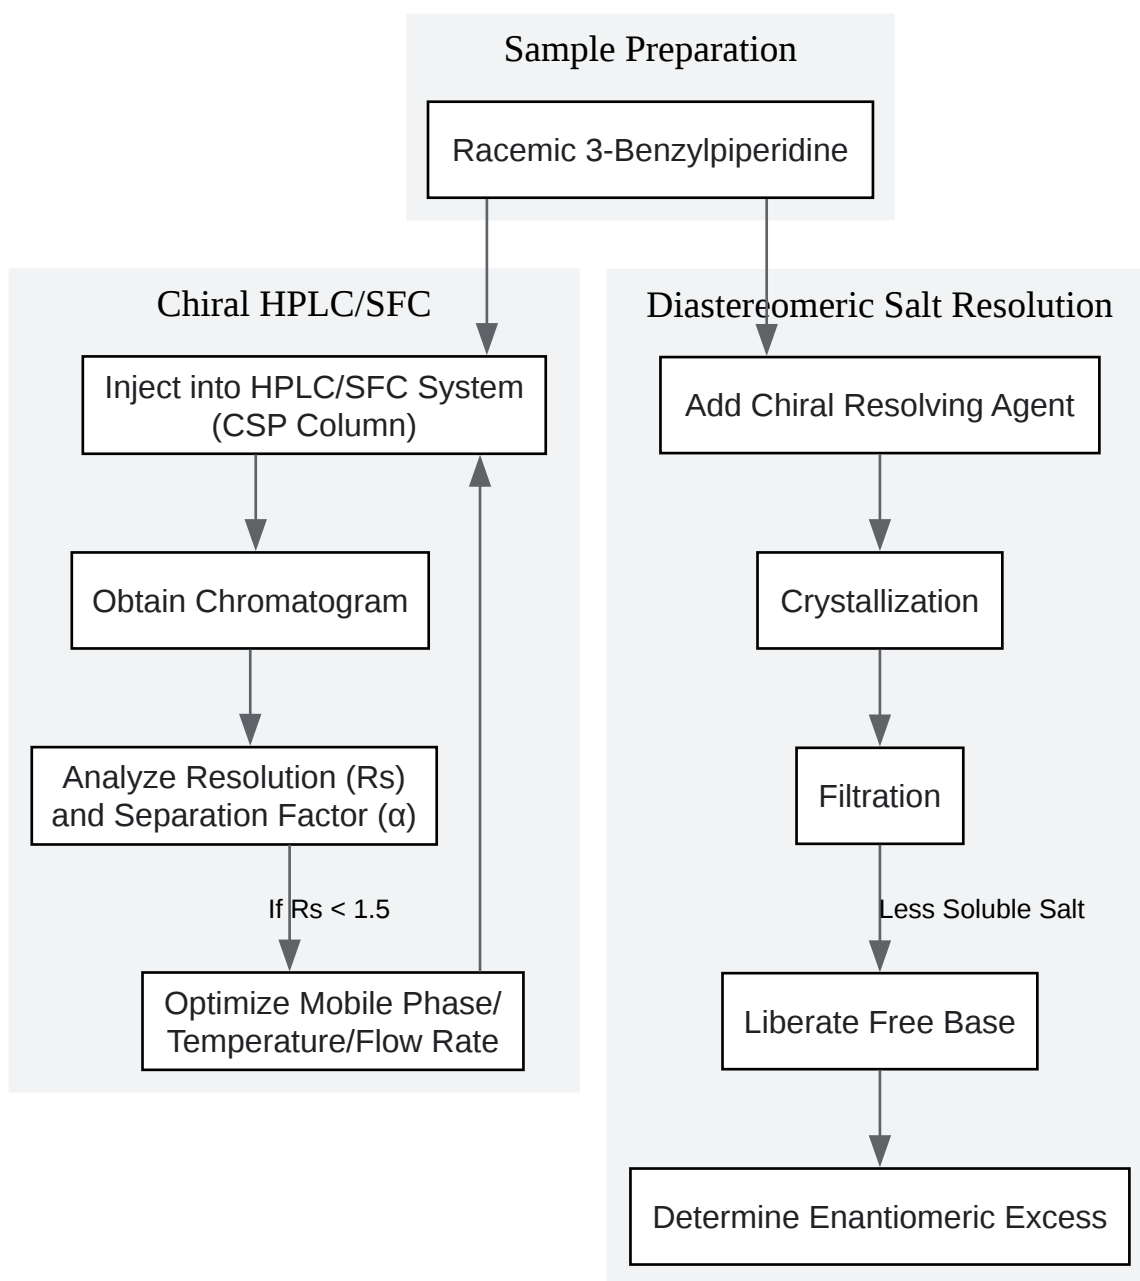 Sample Preparation
Racemic 3-Benzylpiperidine
Chiral HPLC/SFC
Inject into HPLC/SFC System
(CSP Column)
Obtain Chromatogram
Analyze Resolution (Rs)
and Separation Factor (α)
If Rs < 1.5
Optimize Mobile Phase/
Temperature/Flow Rate
Diastereomeric Salt Resolution
Add Chiral Resolving Agent
Crystallization
Filtration
Less Soluble Salt
Liberate Free Base
Determine Enantiomeric Excess